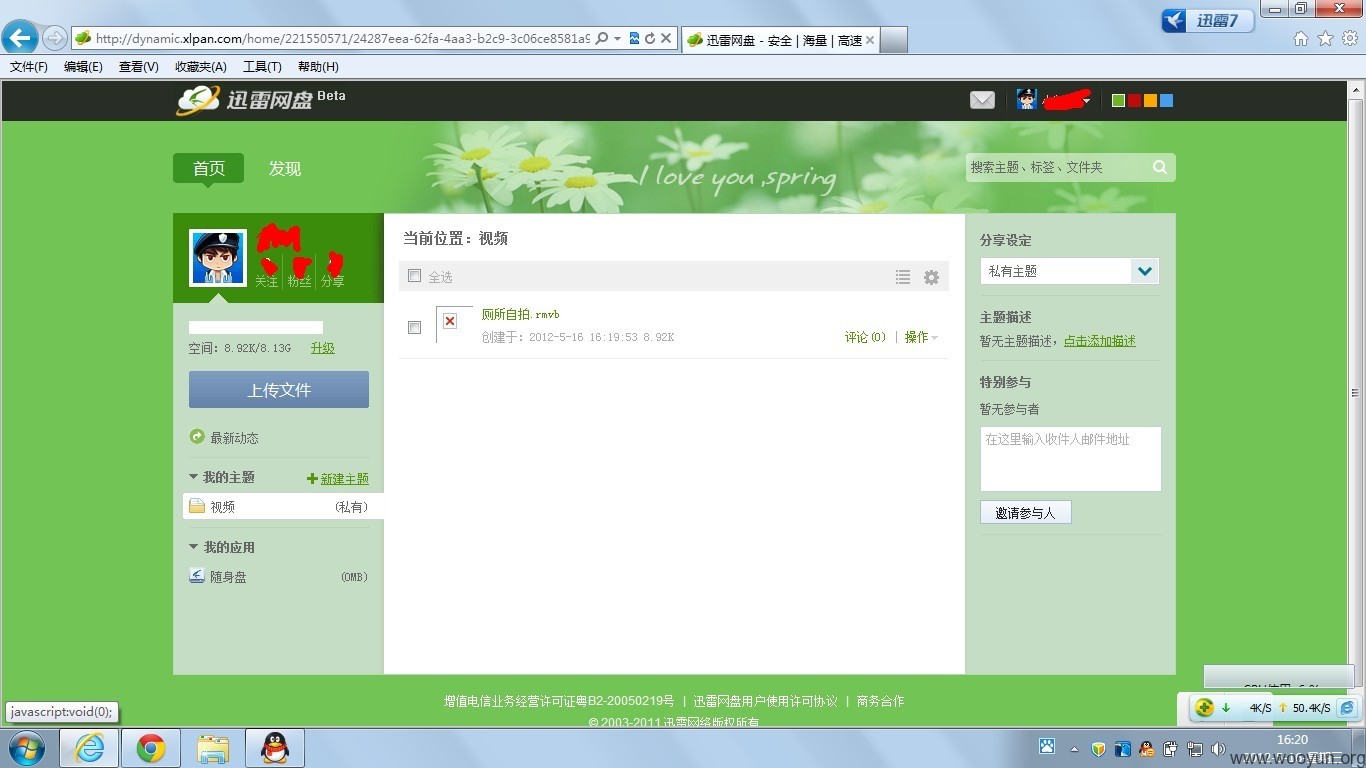 迅雷7
http://dynamic.xlpan.com/home/221550571/24287eea-62fa-4aa3-b2c9-3c06ce8581a9
迅雷网盘 - 安全 | 海量 | 高速
文件(F) 编辑(E) 查看(V) 收藏夹(A) 工具(T) 帮助(H)
迅雷网盘 Beta
首页 发现
I love you ,spring
搜索主题、标签、文件夹
关注 粉丝 分享
空间: 8.92K/8.13G 升级
上传文件
最新动态
我的主题 新建主题
视频 (私有)
我的应用
随身盘 (0MB)
当前位置：视频
全选
厕所自拍.rmvb
创建于: 2012-5-16 16:19:53 8.92K
评论(0) | 操作
分享设定
私有主题
主题描述
暂无主题描述，点击添加描述
特别参与
暂无参与者
在这里输入收件人邮件地址
邀请参与人
增值电信业务经营许可证粤B2-20050219号 | 迅雷网盘用户使用许可协议 | 商务合作
© 2003-2011 迅雷网络版权所有
javascript:void(0);
4K/S 50.4K/S
16:20
www.wooyun.org